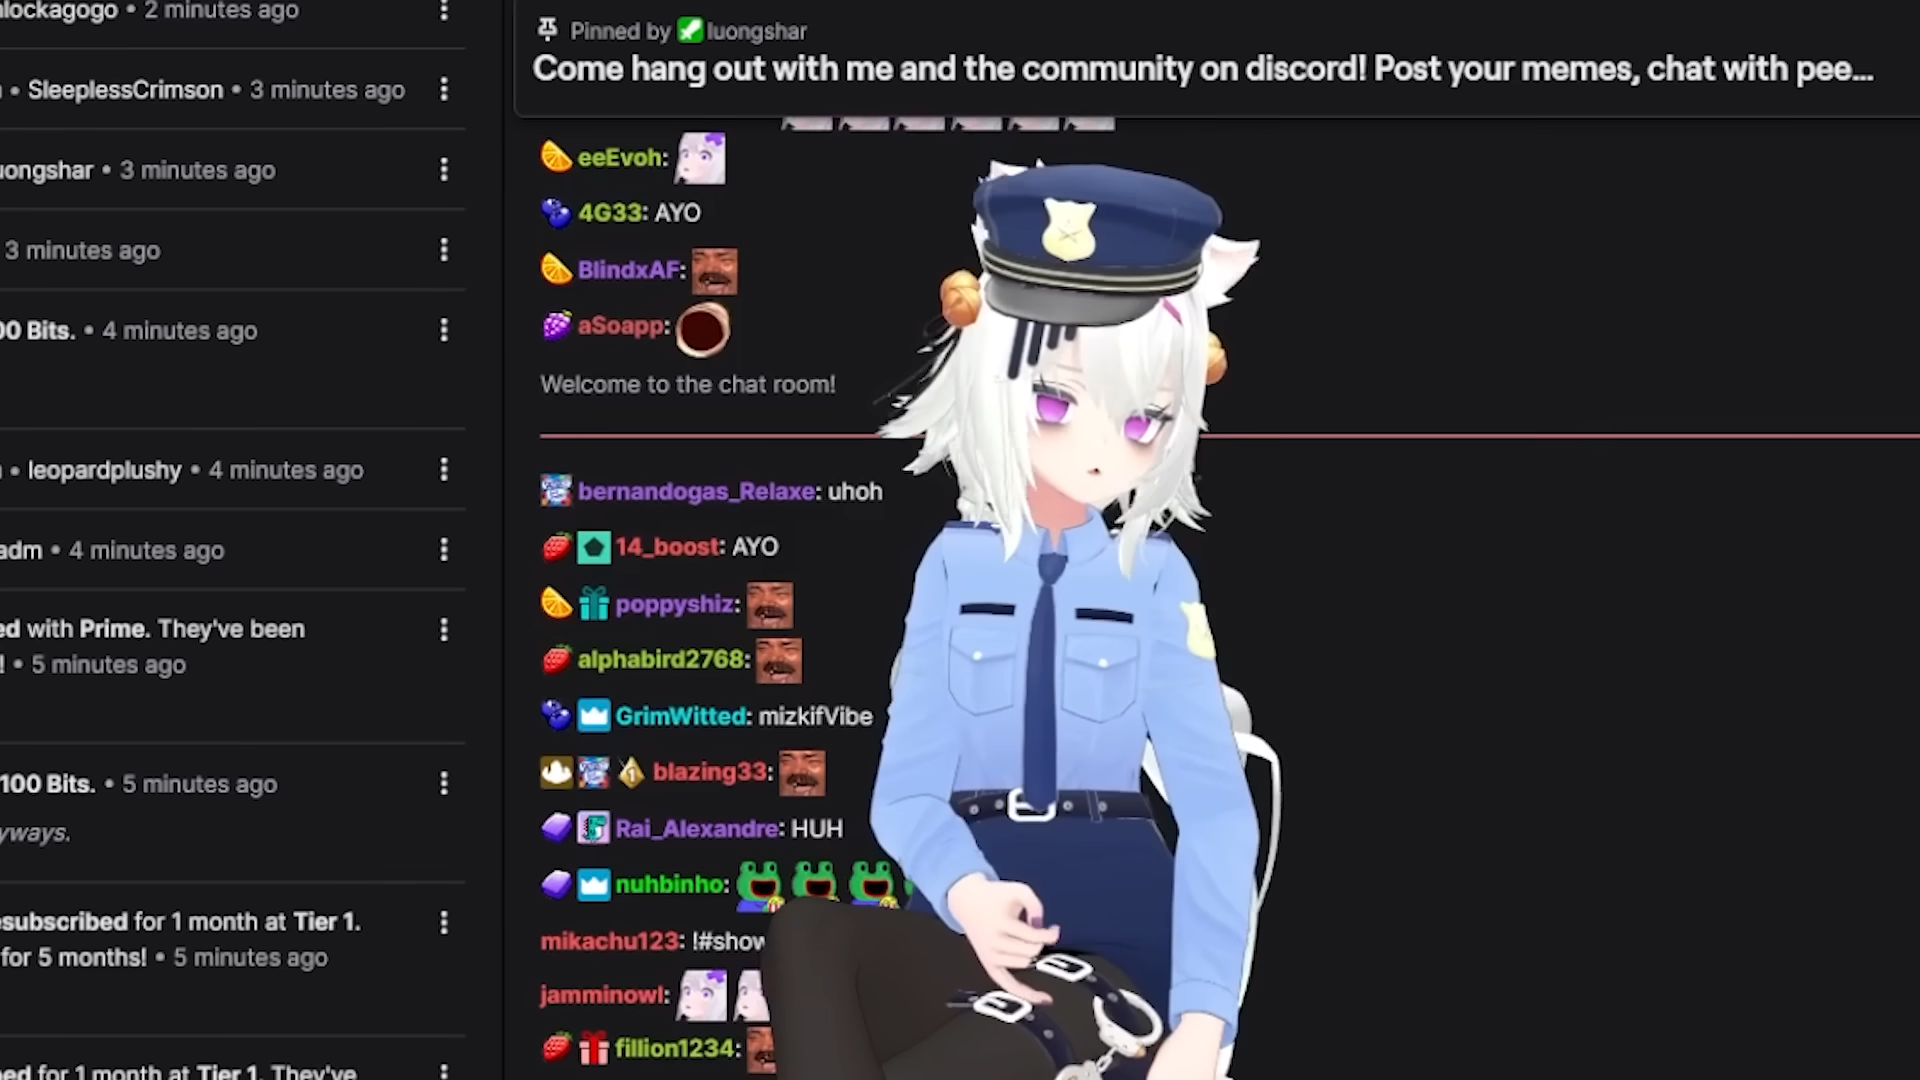 lockagogo • 2 minutes ago
• SleeplessCrimson • 3 minutes ago
uongshar • 3 minutes ago
3 minutes ago
00 Bits. • 4 minutes ago
• leopardplushy • 4 minutes ago
adm • 4 minutes ago
ed with Prime. They've been
! • 5 minutes ago
100 Bits. • 5 minutes ago
yways.
esubscribed for 1 month at Tier 1.
for 5 months! • 5 minutes ago
ed for 1 month at Tier 1. They've
Pinned by luongshar
Come hang out with me and the community on discord! Post your memes, chat with pee...
eeEvoh:
4G33: AYO
BlindxAF:
aSoapp:
Welcome to the chat room!
bernandogas_Relaxe: uhoh
14_boost: AYO
poppyshiz:
alphabird2768:
GrimWitted: mizkifVibe
blazing33:
Rai_Alexandre: HUH
nuhbinho:
mikachu123: !#show
jamminowl:
fillion1234: